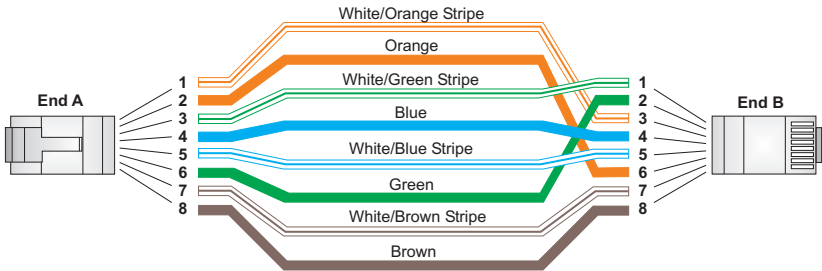 White/Orange Stripe
Orange
White/Green Stripe
Blue
White/Blue Stripe
Green
White/Brown Stripe
Brown
End A
1
2
3
4
5
6
7
8
1
2
3
4
5
6
7
8
End B